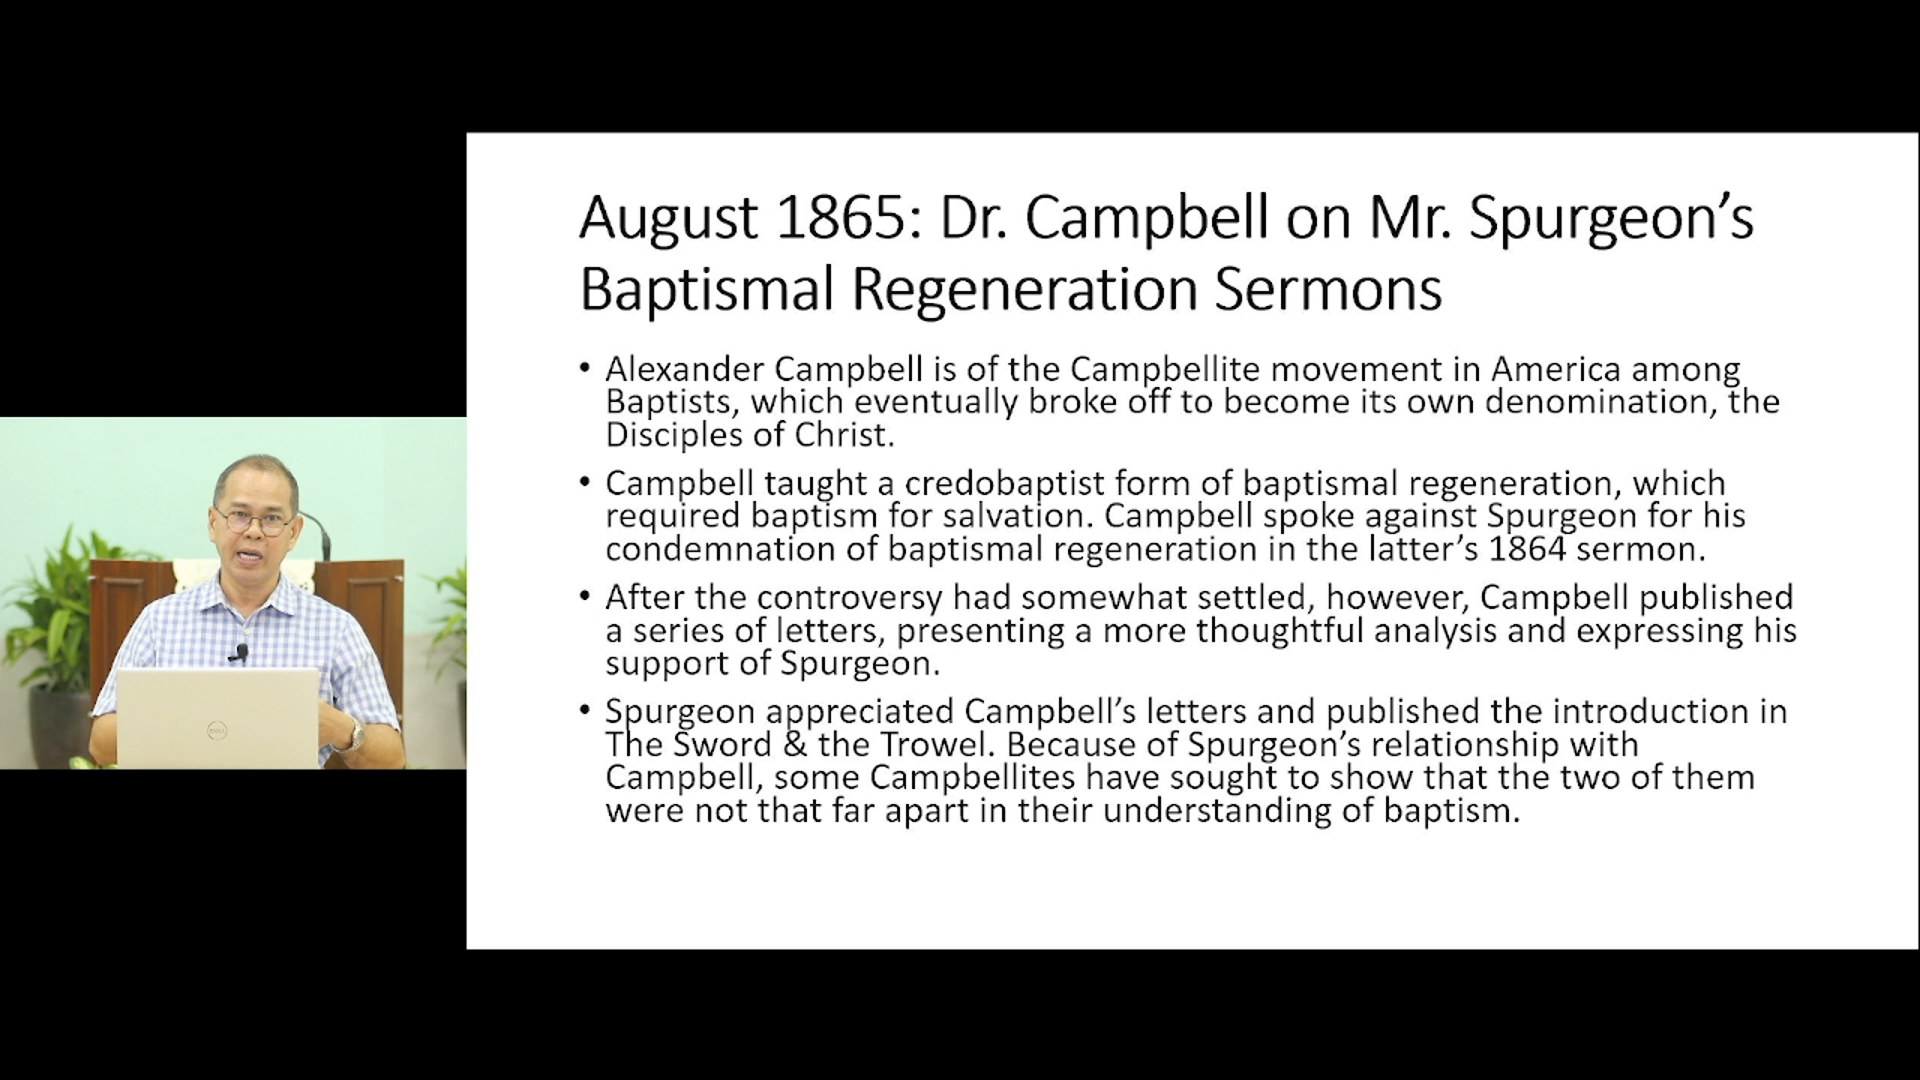 August 1865: Dr. Campbell on Mr. Spurgeon’s
Baptismal Regeneration Sermons
• Alexander Campbell is of the Campbellite movement in America among
Baptists, which eventually broke off to become its own denomination, the
Disciples of Christ.
• Campbell taught a credobaptist form of baptismal regeneration, which
required baptism for salvation. Campbell spoke against Spurgeon for his
condemnation of baptismal regeneration in the latter’s 1864 sermon.
• After the controversy had somewhat settled, however, Campbell published
a series of letters, presenting a more thoughtful analysis and expressing his
support of Spurgeon.
• Spurgeon appreciated Campbell’s letters and published the introduction in
The Sword & the Trowel. Because of Spurgeon’s relationship with
Campbell, some Campbellites have sought to show that the two of them
were not that far apart in their understanding of baptism.
DELL